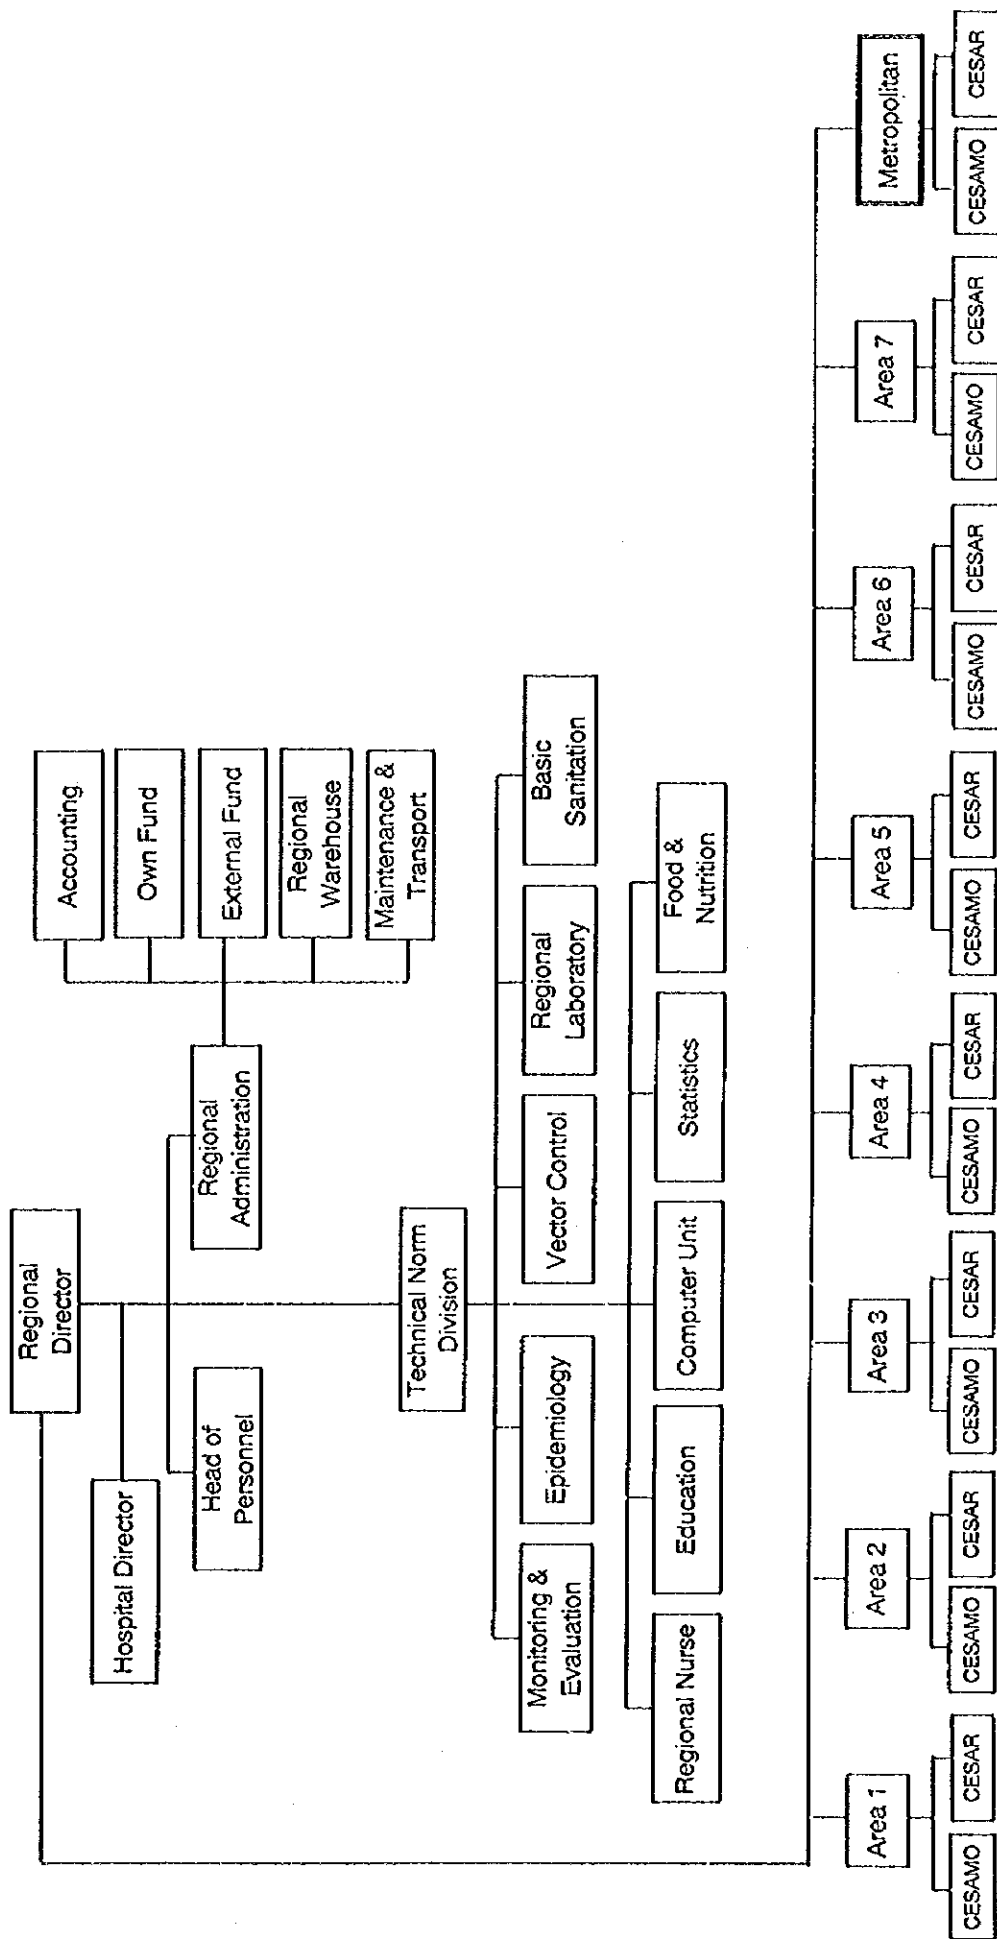 Regional
Director
Hospital Director
Head of
Personnel
Regional
Administration
Accounting
Own Fund
External Fund
Regional
Warehouse
Maintenance &
Transport
Technical Norm
Division
Monitoring &
Evaluation
Epidemiology
Vector Control
Regional
Laboratory
Basic
Sanitation
Regional Nurse
Education
Computer Unit
Statistics
Food &
Nutrition
Area 1
Area 2
Area 3
Area 4
Area 5
Area 6
Area 7
Metropolitan
CESAMO
CESAR
CESAMO
CESAR
CESAMO
CESAR
CESAMO
CESAR
CESAMO
CESAR
CESAMO
CESAR
CESAMO
CESAR
CESAMO
CESAR